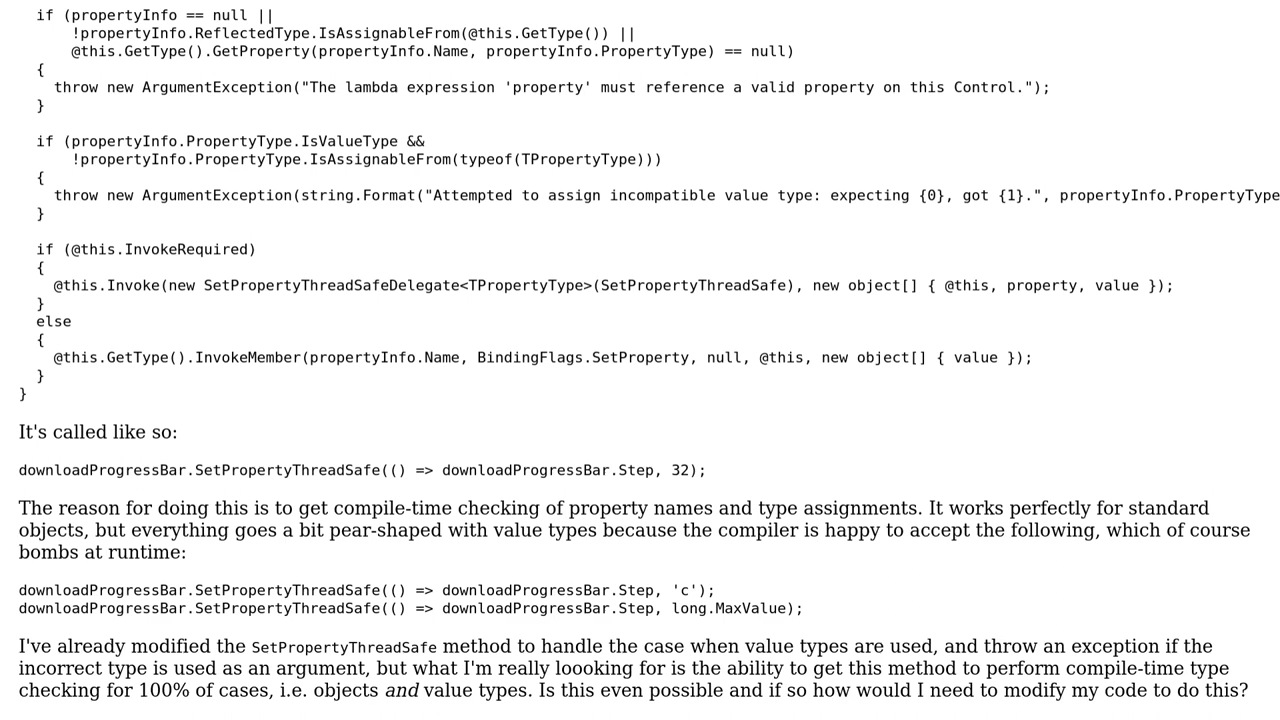 if (propertyInfo == null ||
!propertyInfo.ReflectedType.IsAssignableFrom(@this.GetType()) ||
@this.GetType().GetProperty(propertyInfo.Name, propertyInfo.PropertyType) == null)
{
throw new ArgumentException("The lambda expression 'property' must reference a valid property on this Control.");
}
if (propertyInfo.PropertyType.IsValueType &&
!propertyInfo.PropertyType.IsAssignableFrom(typeof(TPropertyType)))
{
throw new ArgumentException(string.Format("Attempted to assign incompatible value type: expecting {0}, got {1}.", propertyInfo.PropertyType
}
if (@this.InvokeRequired)
{
@this.Invoke(new SetPropertyThreadSafeDelegate<TPropertyType>(SetPropertyThreadSafe), new object[] { @this, property, value });
}
else
{
@this.GetType().InvokeMember(propertyInfo.Name, BindingFlags.SetProperty, null, @this, new object[] { value });
}
}
It's called like so:
downloadProgressBar.SetPropertyThreadSafe(() => downloadProgressBar.Step, 32);
The reason for doing this is to get compile-time checking of property names and type assignments. It works perfectly for standard
objects, but everything goes a bit pear-shaped with value types because the compiler is happy to accept the following, which of course
bombs at runtime:
downloadProgressBar.SetPropertyThreadSafe(() => downloadProgressBar.Step, 'c');
downloadProgressBar.SetPropertyThreadSafe(() => downloadProgressBar.Step, long.MaxValue);
I've already modified the SetPropertyThreadSafe method to handle the case when value types are used, and throw an exception if the
incorrect type is used as an argument, but what I'm really loooking for is the ability to get this method to perform compile-time type
checking for 100% of cases, i.e. objects and value types. Is this even possible and if so how would I need to modify my code to do this?